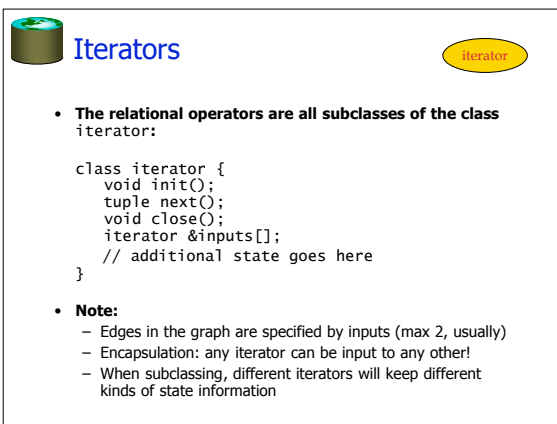 Iterators
iterator
• The relational operators are all subclasses of the class
iterator:
class iterator {
void init();
tuple next();
void close();
iterator &inputs[];
// additional state goes here
}
• Note:
– Edges in the graph are specified by inputs (max 2, usually)
– Encapsulation: any iterator can be input to any other!
– When subclassing, different iterators will keep different
kinds of state information